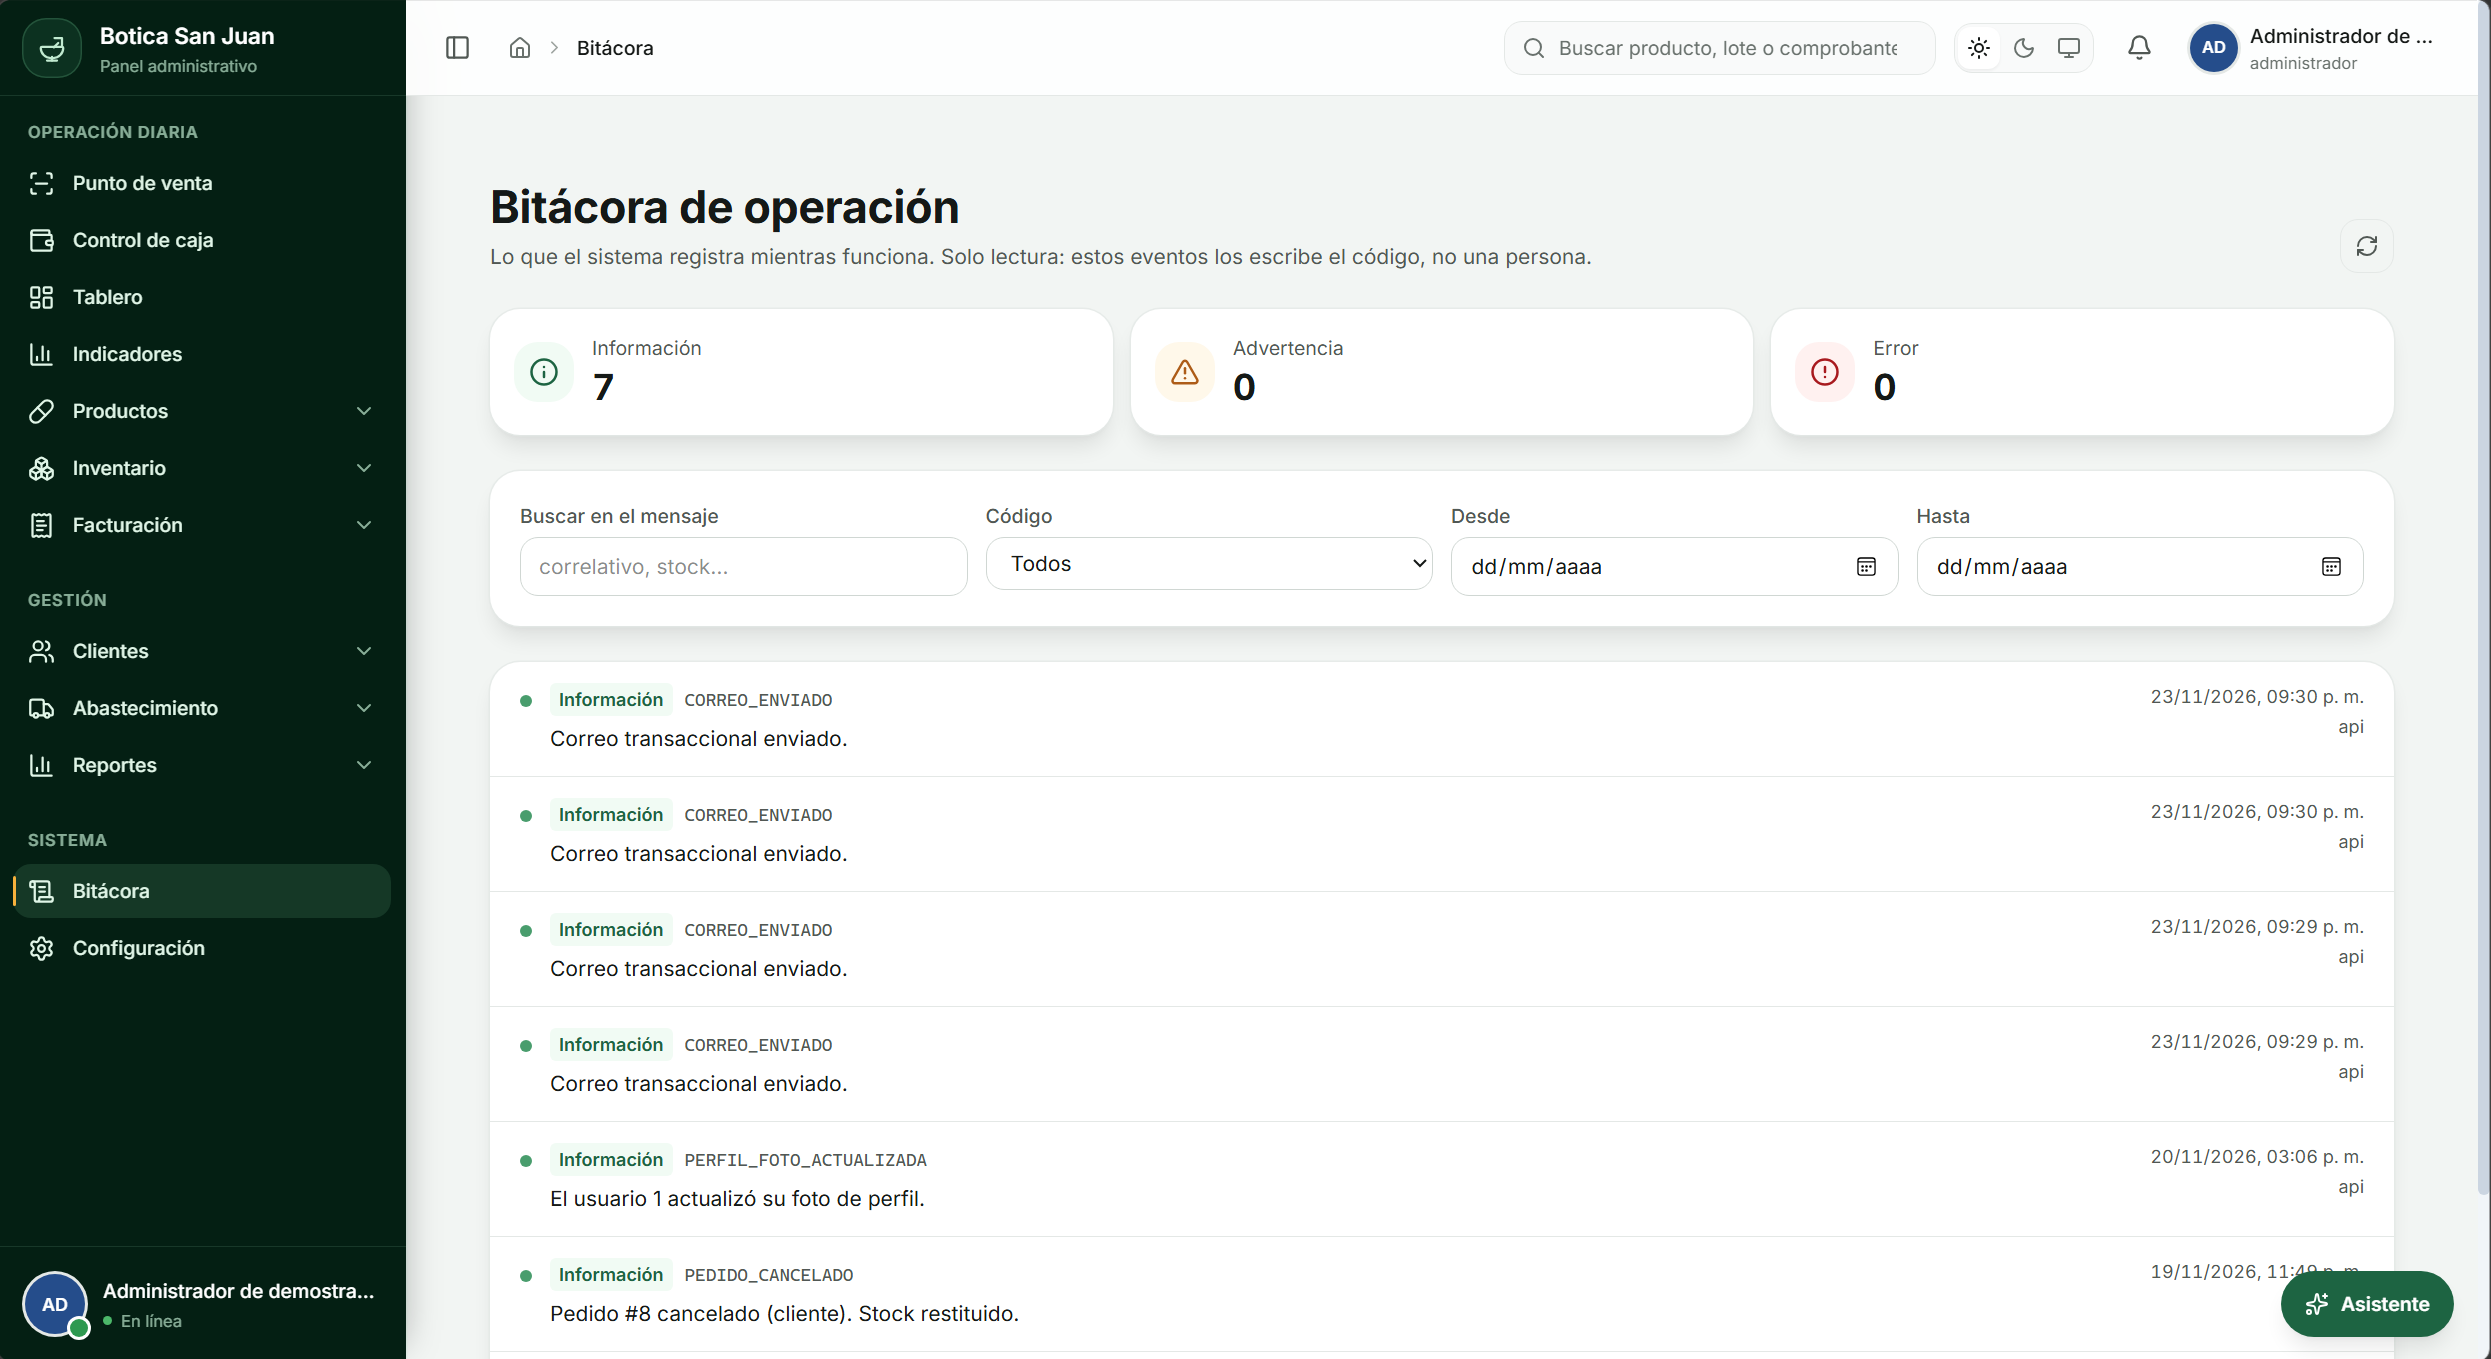 Botica San Juan
Panel administrativo
OPERACIÓN DIARIA
Punto de venta
Control de caja
Tablero
Indicadores
Productos
Inventario
Facturación
GESTIÓN
Clientes
Abastecimiento
Reportes
SISTEMA
Bitácora
Configuración
AD
Administrador de demostra...
En línea
Bitácora
Buscar producto, lote o comprobante
AD
Administrador de ...
administrador
Bitácora de operación
Lo que el sistema registra mientras funciona. Solo lectura: estos eventos los escribe el código, no una persona.
Información
7
Advertencia
0
Error
0
Buscar en el mensaje
correlativo, stock...
Código
Todos
Desde
dd/mm/aaaa
Hasta
dd/mm/aaaa
Información CORREO_ENVIADO 23/11/2026, 09:30 p. m.
Correo transaccional enviado. api
Información CORREO_ENVIADO 23/11/2026, 09:30 p. m.
Correo transaccional enviado. api
Información CORREO_ENVIADO 23/11/2026, 09:29 p. m.
Correo transaccional enviado. api
Información CORREO_ENVIADO 23/11/2026, 09:29 p. m.
Correo transaccional enviado. api
Información PERFIL_FOTO_ACTUALIZADA 20/11/2026, 03:06 p. m.
El usuario 1 actualizó su foto de perfil. api
Información PEDIDO_CANCELADO 19/11/2026, 11:49 p. m.
Pedido #8 cancelado (cliente). Stock restituido.
Asistente